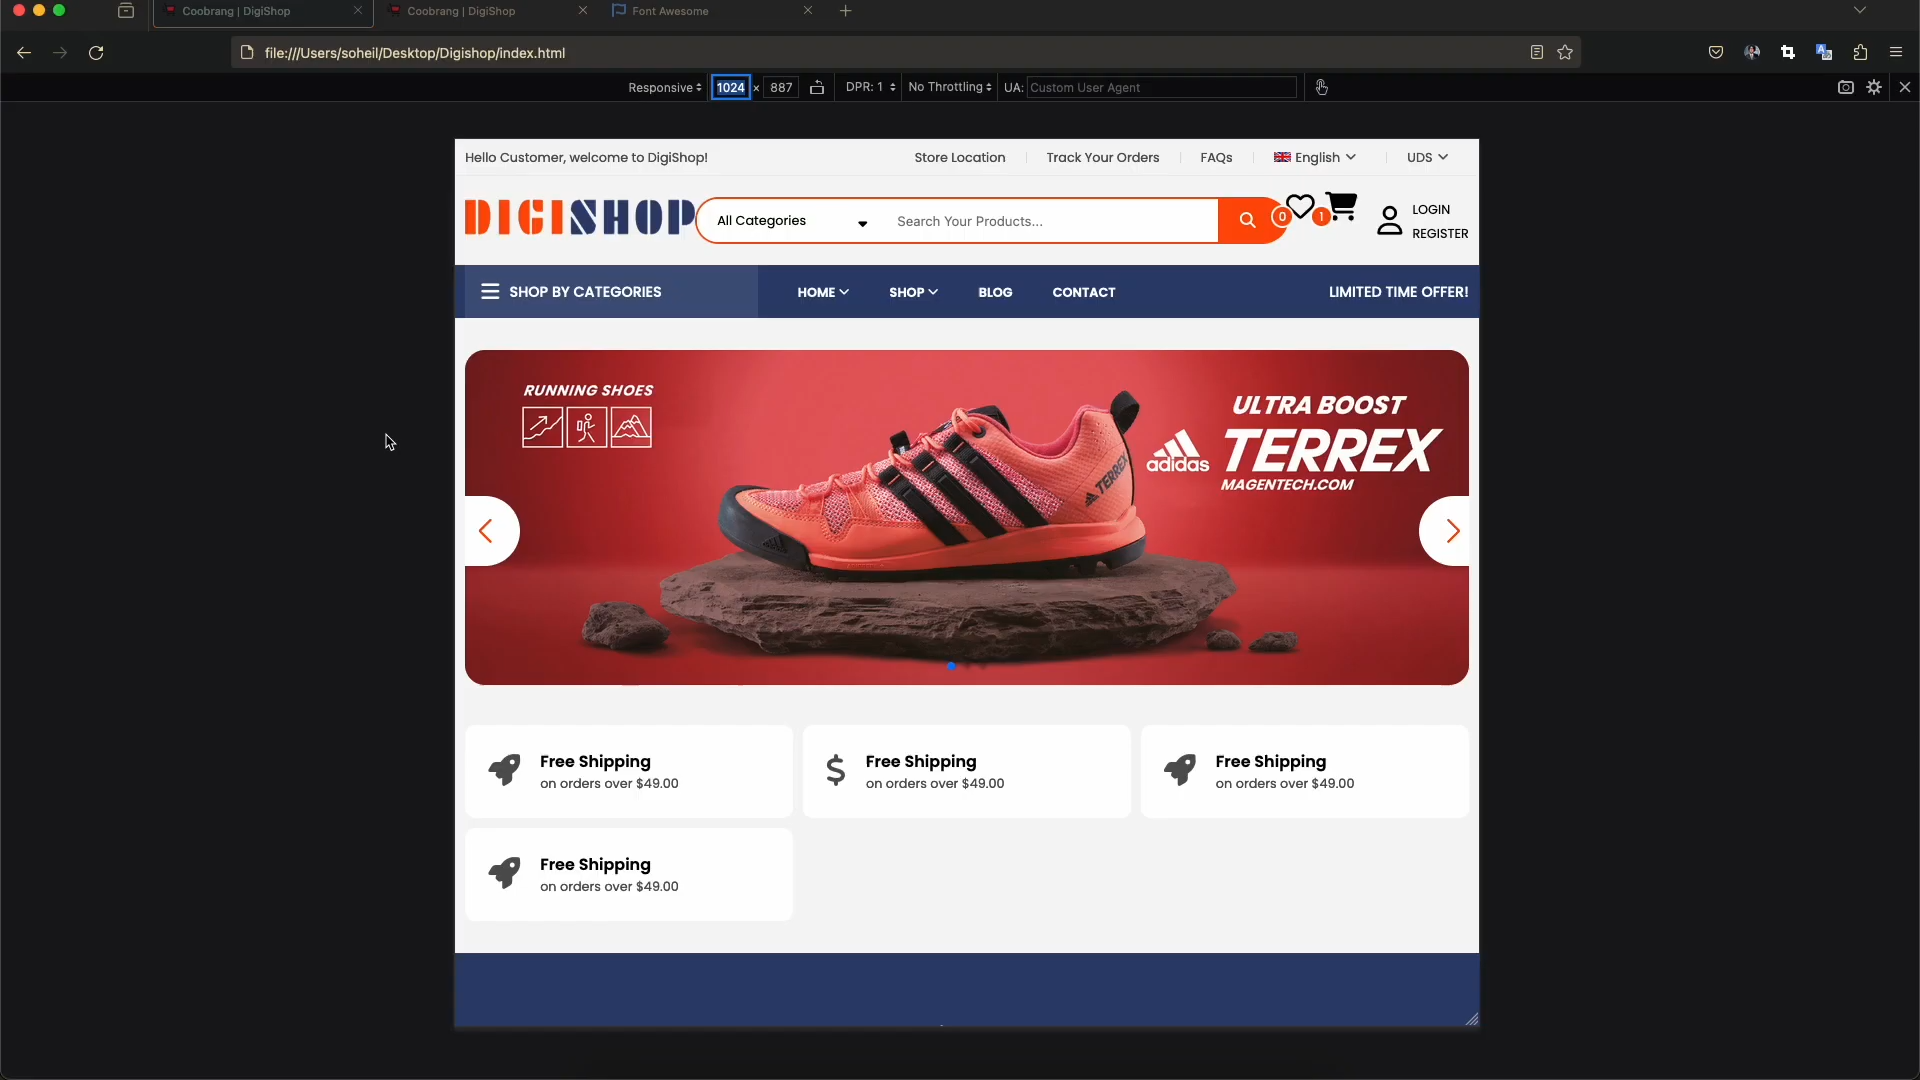 Coobrang | DigiShop
Coobrang | DigiShop
Font Awesome
file:///Users/soheil/Desktop/Digishop/index.html
Responsive 1024 × 887 DPR: 1 No Throttling UA: Custom User Agent
Hello Customer, welcome to DigiShop! Store Location Track Your Orders FAQs English UDS
DIGISHOP All Categories Search Your Products... 0 1 LOGIN
REGISTER
SHOP BY CATEGORIES HOME SHOP BLOG CONTACT LIMITED TIME OFFER!
RUNNING SHOES
ULTRA BOOST
adidas TERREX
MAGENTECH.COM
TERREX
Free Shipping
on orders over $49.00
Free Shipping
on orders over $49.00
Free Shipping
on orders over $49.00
Free Shipping
on orders over $49.00